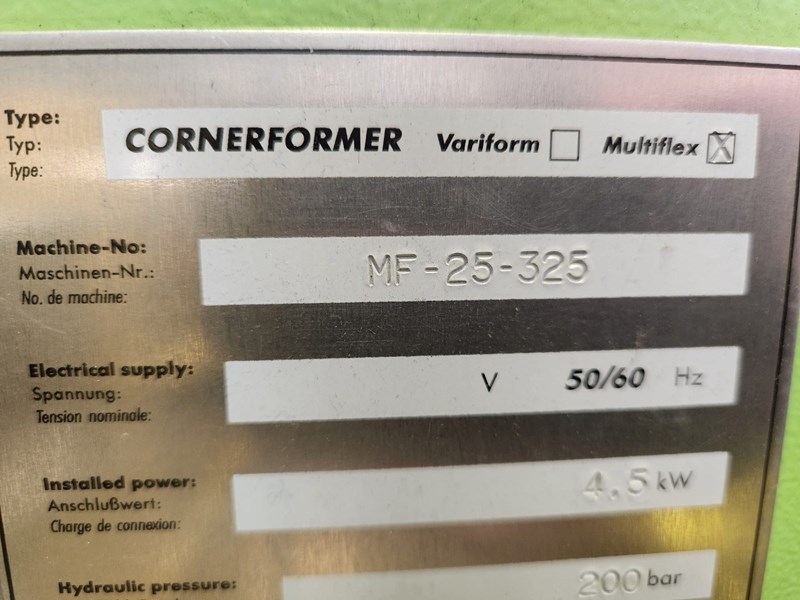 Type: CORNERFORMER Variform ☐ Multiflex ☒
Typ:
Type:
Machine-No: MF-25-325
Maschinen-Nr.:
No. de machine:
Electrical supply: V 50/60 Hz
Spannung:
Tension nominale:
Installed power: 4.5 kW
Anschlußwert:
Charge de connexion:
Hydraulic pressure: 200 bar